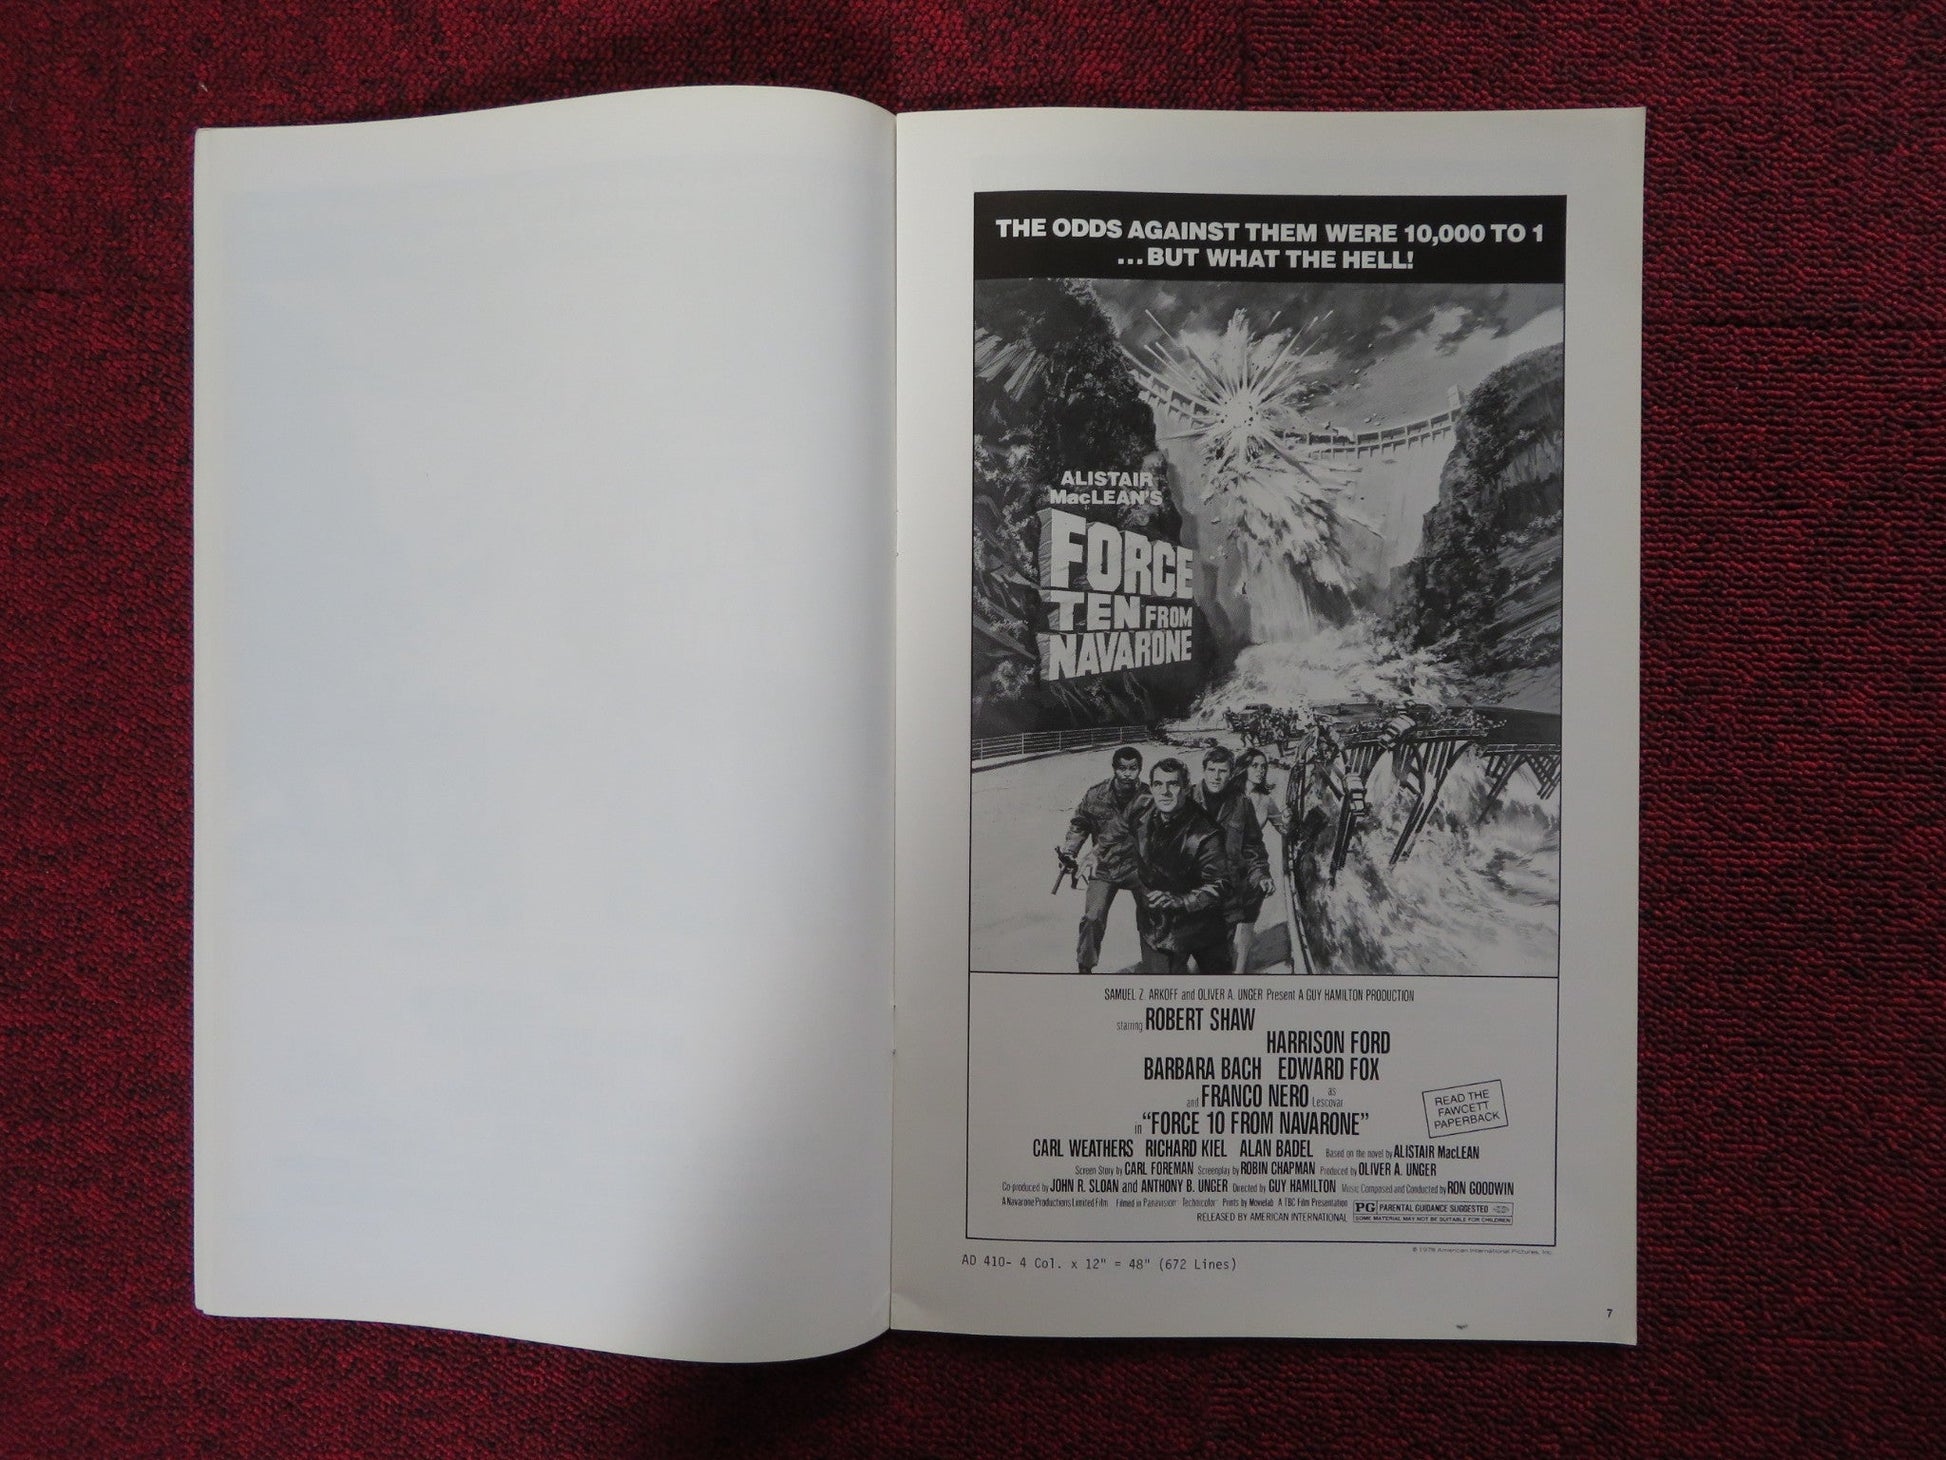 THE ODDS AGAINST THEM WERE 10,000 TO 1
...BUT WHAT THE HELL!
ALISTAIR
MacLEAN'S
FORCE
TEN FROM
NAVARONE
SAMUEL Z. ARKOFF and OLIVER A. UNGER Present A GUY HAMILTON PRODUCTION
starring ROBERT SHAW
HARRISON FORD
BARBARA BACH EDWARD FOX
and FRANCO NERO as Lescovar
in "FORCE 10 FROM NAVARONE"
READ THE
FAWCETT
PAPERBACK
CARL WEATHERS RICHARD KIEL ALAN BADEL Based on the novel by ALISTAIR MacLEAN
Screen Story by CARL FOREMAN Screenplay by ROBIN CHAPMAN Produced by OLIVER A. UNGER
Co-produced by JOHN R. SLOAN and ANTHONY B. UNGER Directed by GUY HAMILTON Music Composed and Conducted by RON GOODWIN
A Navarone Productions Limited Film Filmed in Panavision® Technicolor® Prints by Movielab A TBC Film Presentation
PG PARENTAL GUIDANCE SUGGESTED
SOME MATERIAL MAY NOT BE SUITABLE FOR CHILDREN
RELEASED BY AMERICAN INTERNATIONAL
© 1978 American International Pictures, Inc.
AD 410- 4 Col. x 12" = 48" (672 Lines)
7